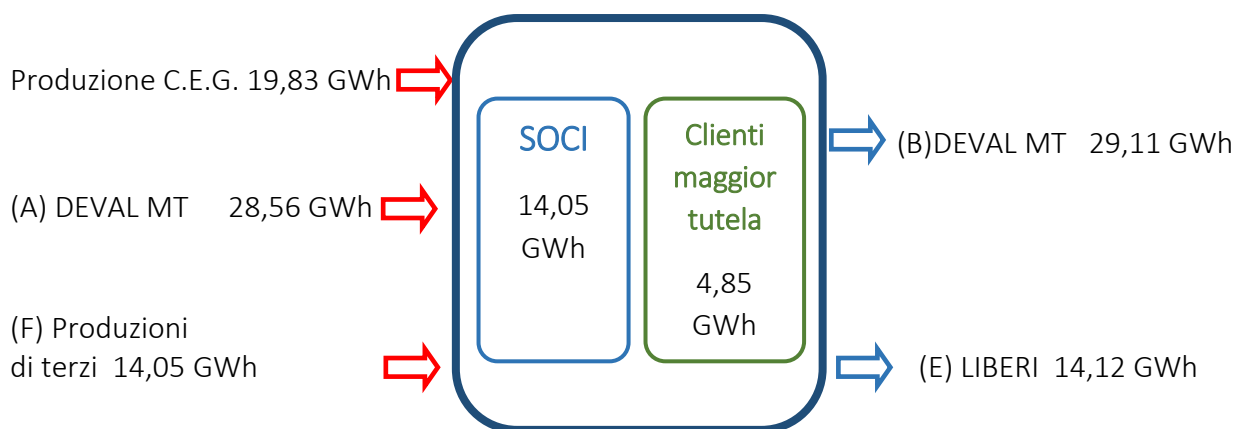 Produzione C.E.G. 19,83 GWh
(A) DEVAL MT 28,56 GWh
(F) Produzioni
di terzi 14,05 GWh
SOCI
14,05
GWh
Clienti
maggior
tutela
4,85
GWh
(B)DEVAL MT 29,11 GWh
(E) LIBERI 14,12 GWh